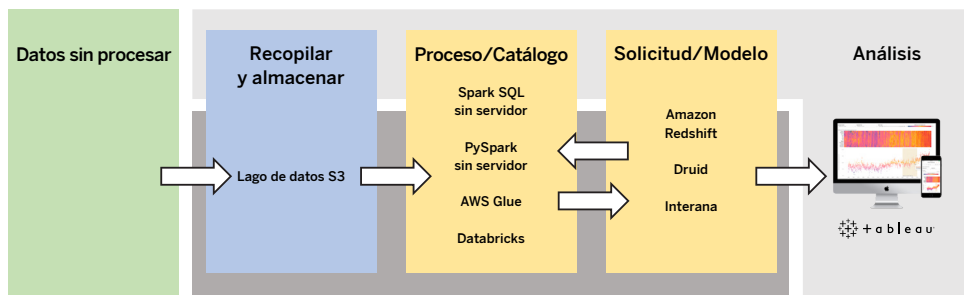 Datos sin procesar
Recopilar
y almacenar
Lago de datos S3
Proceso/Catálogo
Spark SQL
sin servidor
PySpark
sin servidor
AWS Glue
Databricks
Solicitud/Modelo
Amazon
Redshift
Druid
Interana
Análisis
+ableau